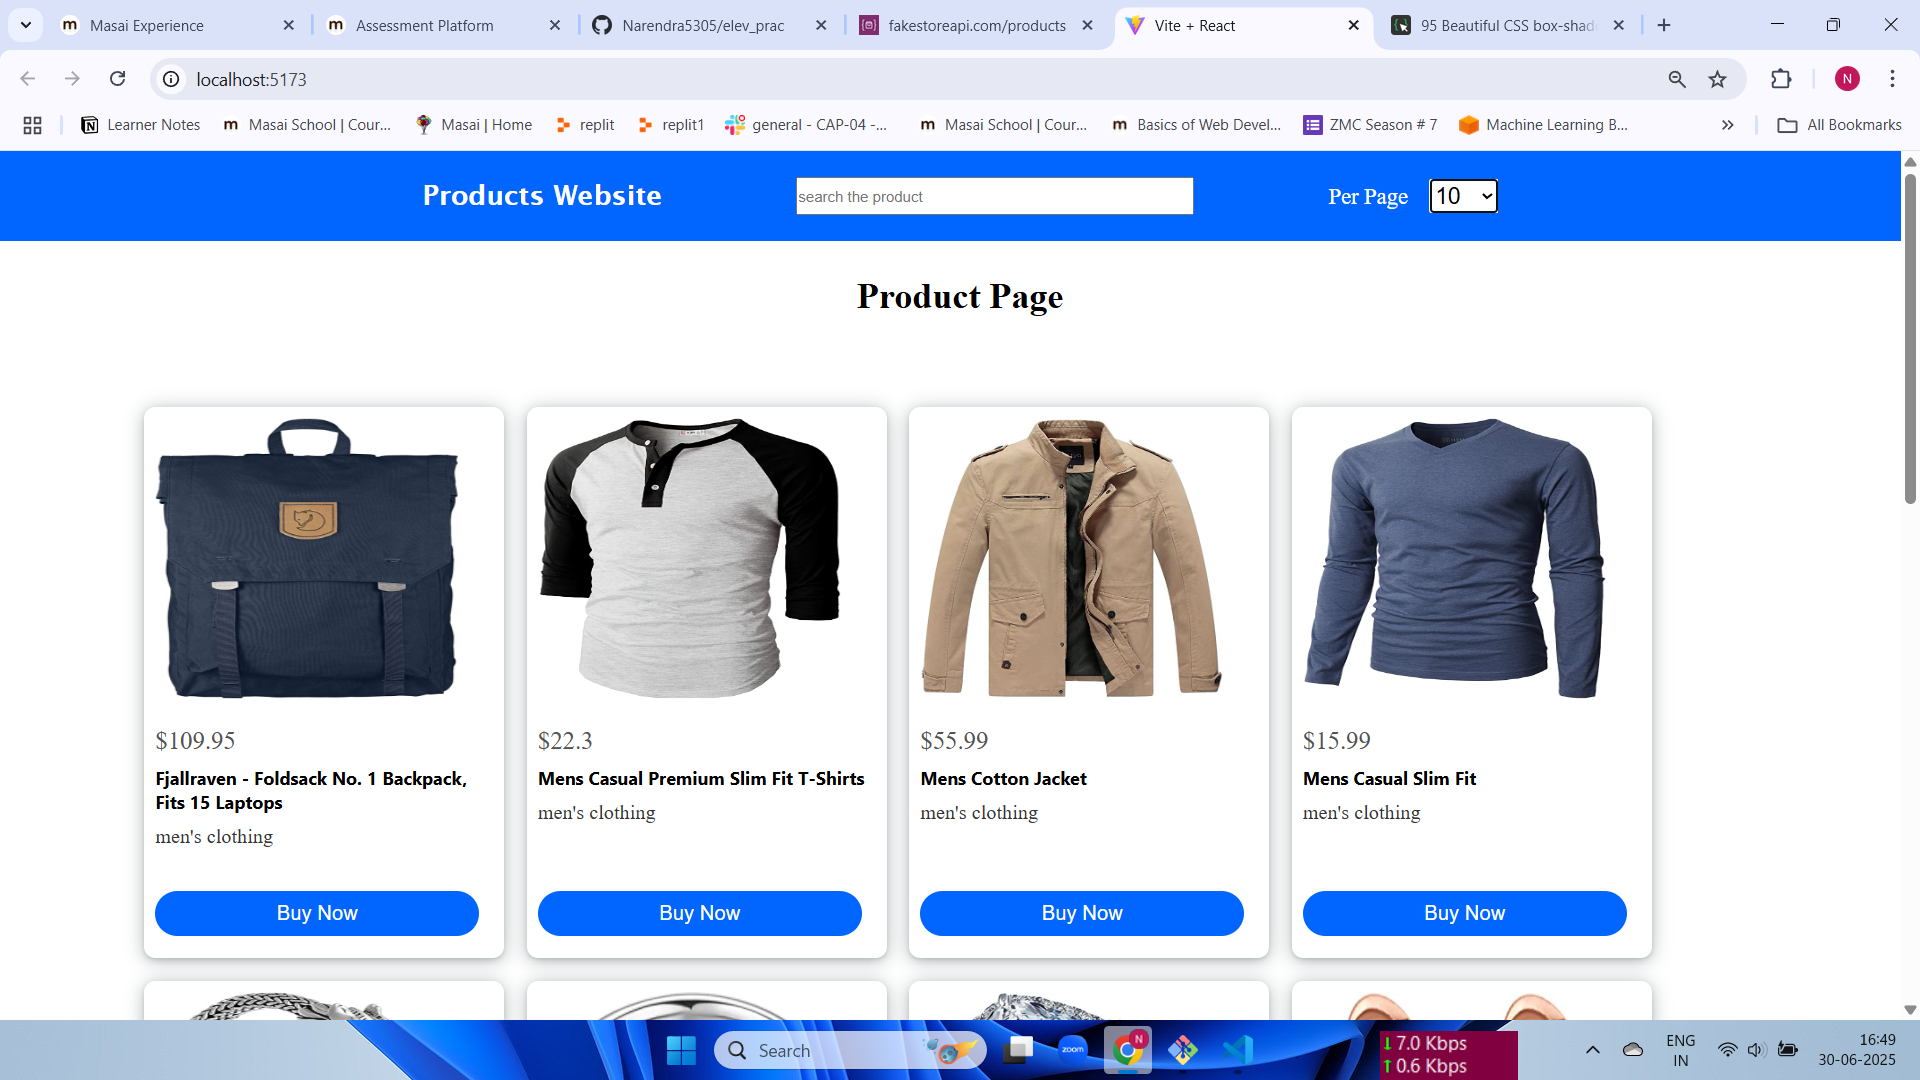 Masai Experience
Assessment Platform
Narendra5305/elev_prac
fakestoreapi.com/products
Vite + React
95 Beautiful CSS box-shad
localhost:5173
N
Learner Notes
Masai School | Cour...
Masai | Home
replit
replit1
general - CAP-04 -...
Masai School | Cour...
Basics of Web Devel...
ZMC Season # 7
Machine Learning B...
All Bookmarks
Products Website
search the product
Per Page
10
Product Page
$109.95
Fjallraven - Foldsack No. 1 Backpack,
Fits 15 Laptops
men's clothing
Buy Now
$22.3
Mens Casual Premium Slim Fit T-Shirts
men's clothing
Buy Now
$55.99
Mens Cotton Jacket
men's clothing
Buy Now
$15.99
Mens Casual Slim Fit
men's clothing
Buy Now
Search
zoom
N
7.0 Kbps
0.6 Kbps
ENG
IN
16:49
30-06-2025